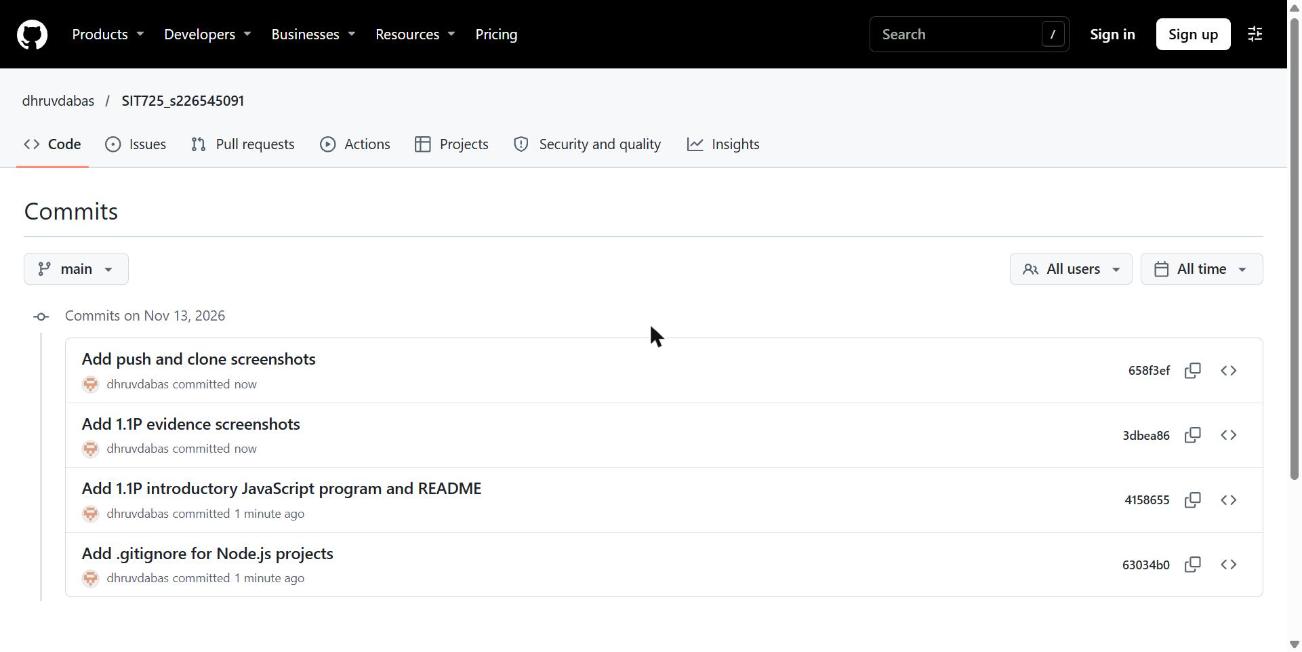 Products Developers Businesses Resources Pricing Search / Sign in Sign up
dhruvdabas / SIT725_s226545091
Code Issues Pull requests Actions Projects Security and quality Insights
Commits
main All users All time
Commits on Nov 13, 2026
Add push and clone screenshots
dhruvdabas committed now
658f3ef
Add 1.1P evidence screenshots
dhruvdabas committed now
3dbea86
Add 1.1P introductory JavaScript program and README
dhruvdabas committed 1 minute ago
4158655
Add .gitignore for Node.js projects
dhruvdabas committed 1 minute ago
63034b0